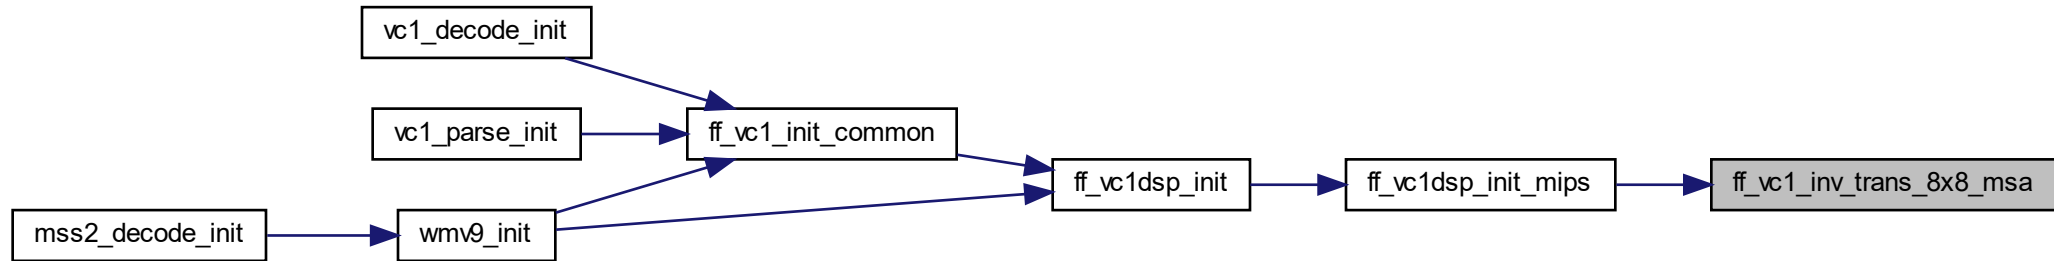 vc1_decode_init
vc1_parse_init
ff_vc1_init_common
ff_vc1dsp_init
ff_vc1dsp_init_mips
ff_vc1_inv_trans_8x8_msa
mss2_decode_init
wmv9_init